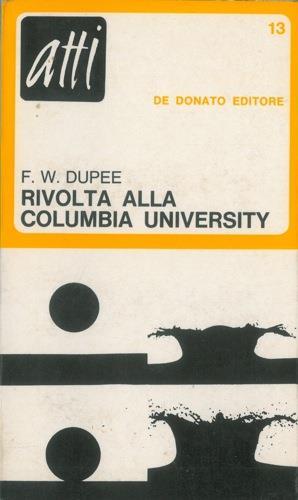 atti
13
DE DONATO EDITORE
F. W. DUPEE
RIVOLTA ALLA
COLUMBIA UNIVERSITY